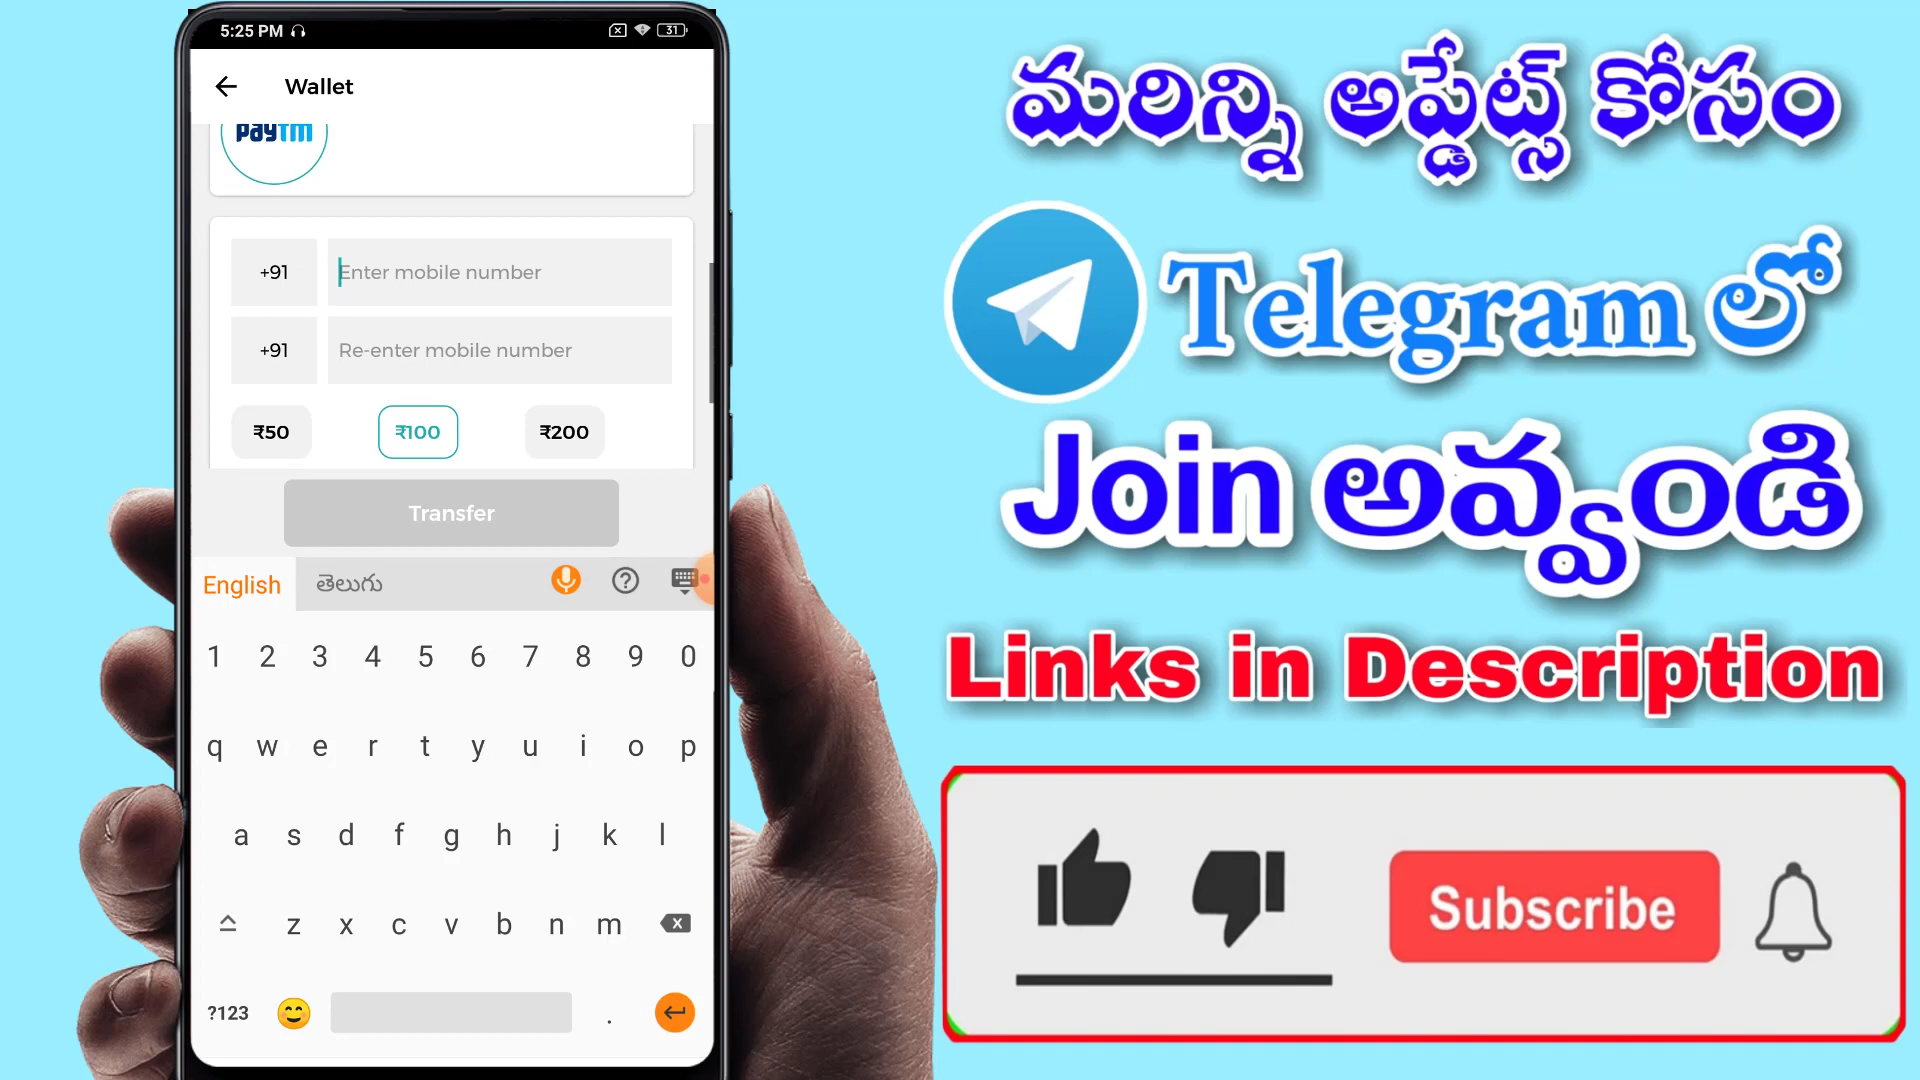 5:25 PM
31
Wallet
paytm
+91 Enter mobile number
+91 Re-enter mobile number
₹50 ₹100 ₹200
Transfer
English తెలుగు
1 2 3 4 5 6 7 8 9 0
q w e r t y u i o p
a s d f g h j k l
z x c v b n m
?123 .
మరిన్ని అప్డేట్స్ కోసం
Telegram లో
Join అవ్వండి
Links in Description
Subscribe